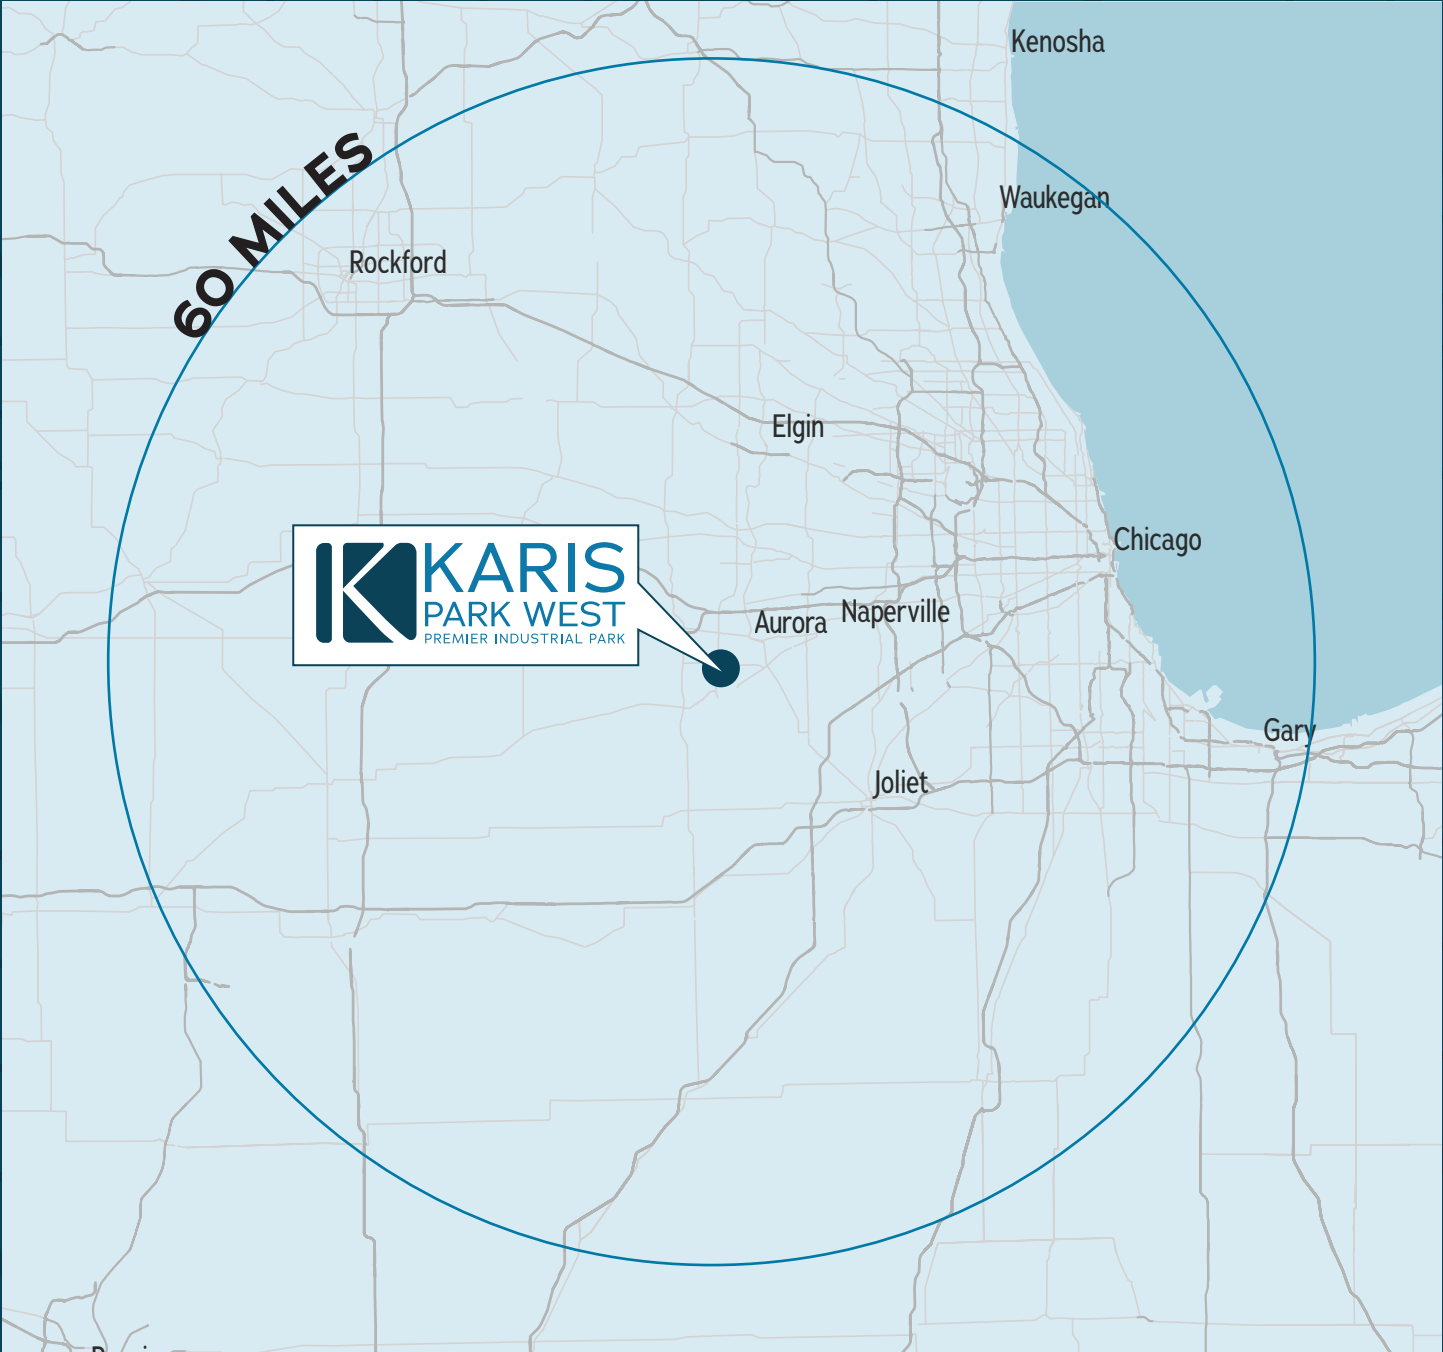 Kenosha
60 MILES
Waukegan
Rockford
Elgin
Chicago
KARIS
PARK WEST
PREMIER INDUSTRIAL PARK
Aurora
Naperville
Gary
Joliet